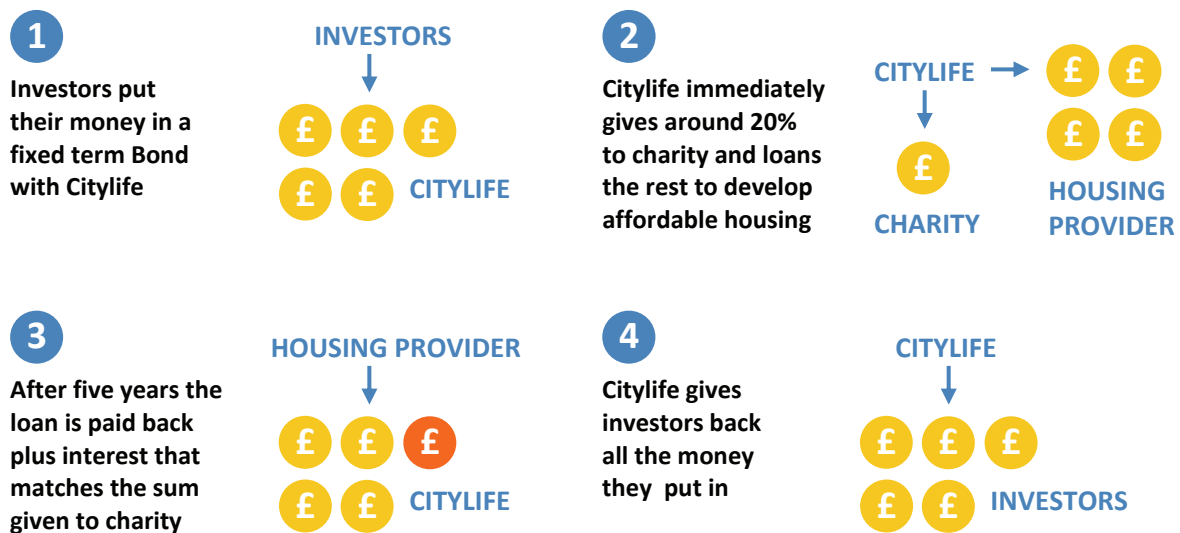 1
Investors put
their money in a
fixed term Bond
with Citylife
INVESTORS
£ £ £
£ £ CITYLIFE
2
Citylife immediately
gives around 20%
to charity and loans
the rest to develop
affordable housing
CITYLIFE
£
CHARITY
£ £
£ £
HOUSING
PROVIDER
3
After five years the
loan is paid back
plus interest that
matches the sum
given to charity
HOUSING PROVIDER
£ £ £
£ £ CITYLIFE
4
Citylife gives
investors back
all the money
they put in
CITYLIFE
£ £ £
£ £ INVESTORS